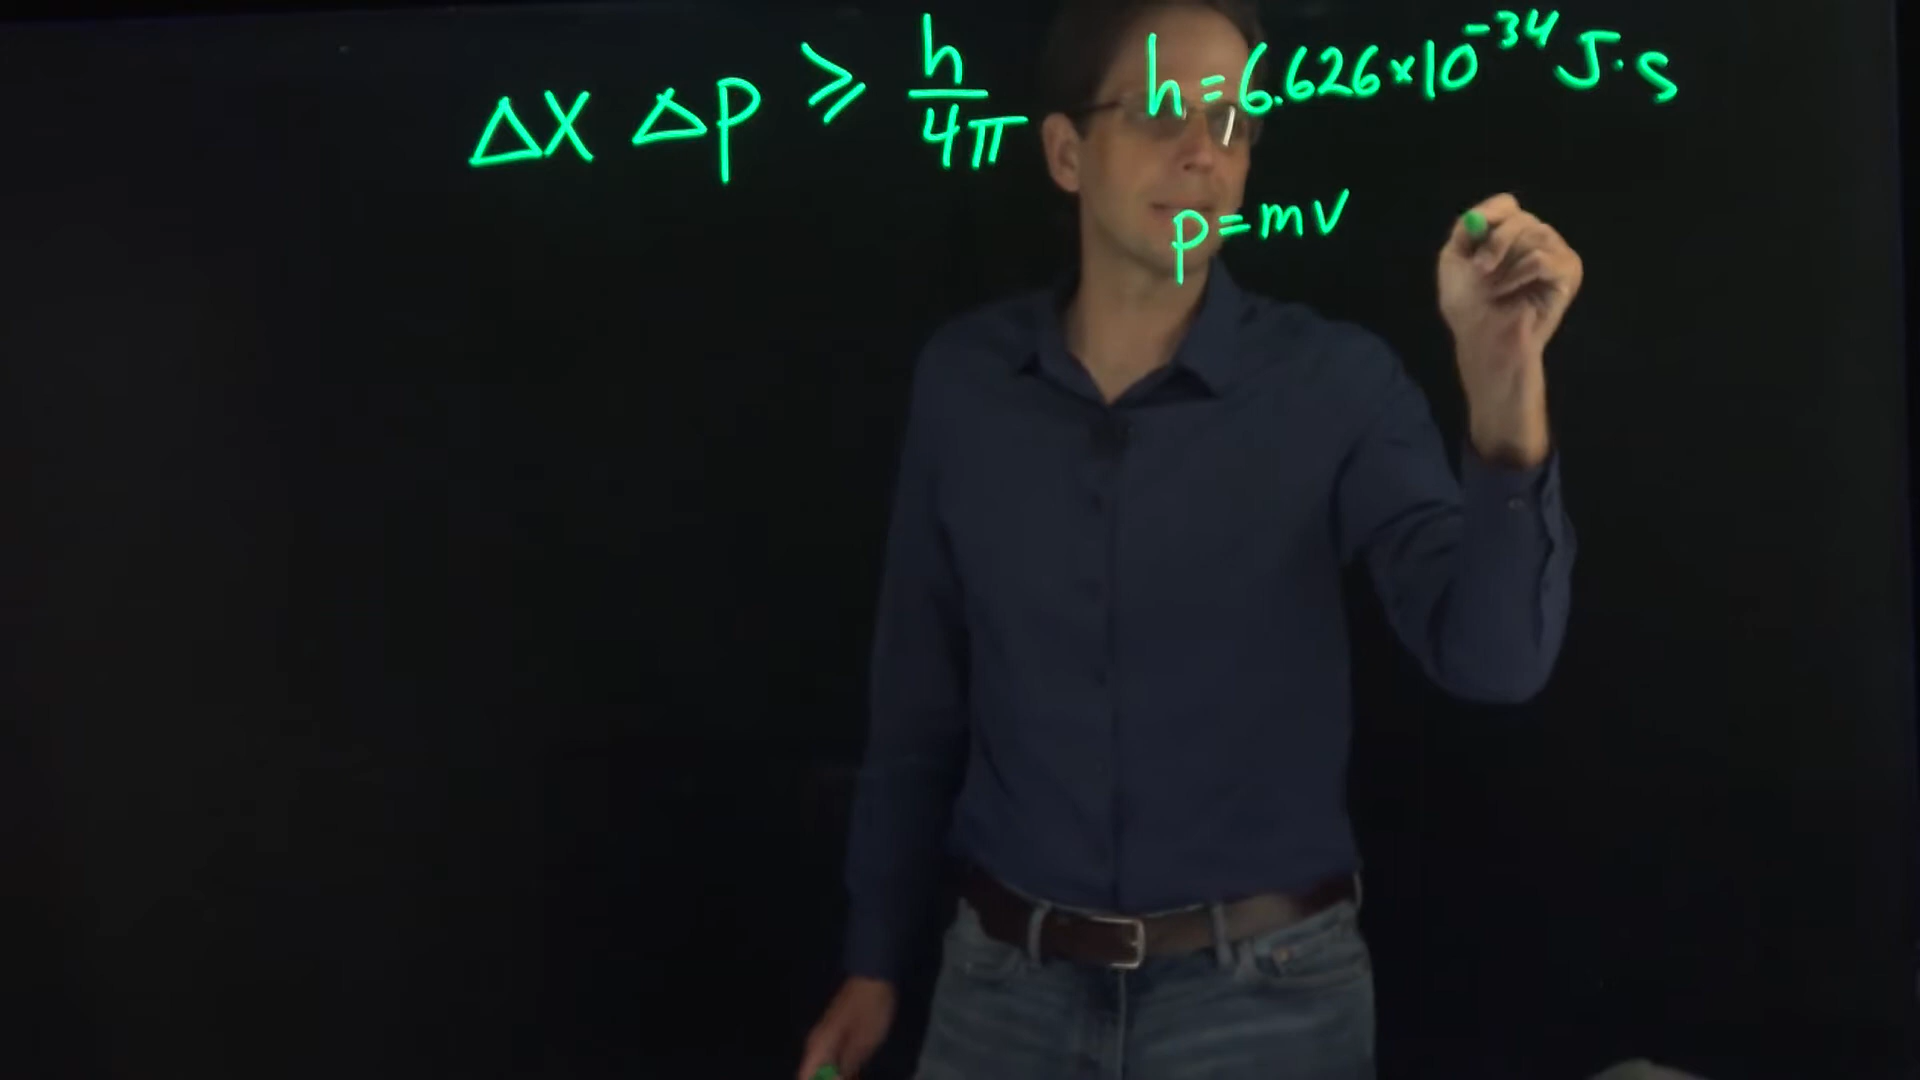 Δx Δp ≥ h/4π
h = 6.626×10⁻³⁴ J·s
p = mv